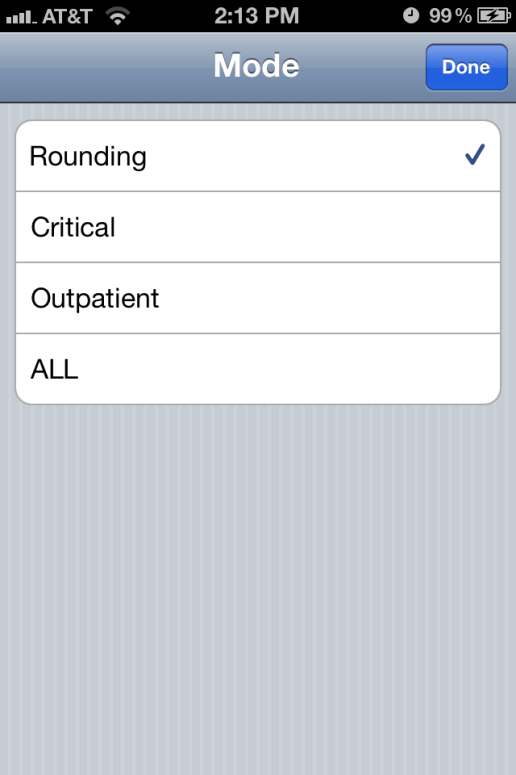 AT&T 2:13 PM 99%
Mode Done
Rounding
Critical
Outpatient
ALL